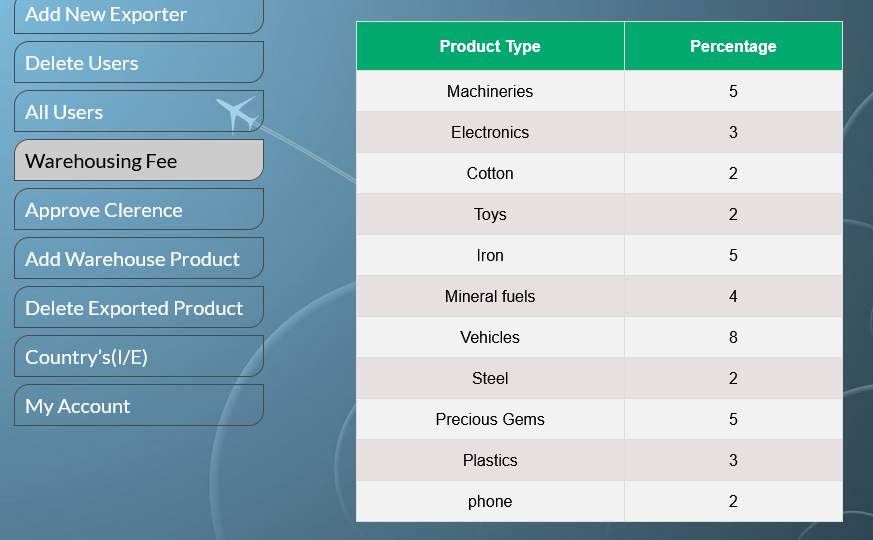 Add New Exporter
Delete Users
All Users
Warehousing Fee
Approve Clerence
Add Warehouse Product
Delete Exported Product
Country's(I/E)
My Account
Product Type Percentage
Machineries 5
Electronics 3
Cotton 2
Toys 2
Iron 5
Mineral fuels 4
Vehicles 8
Steel 2
Precious Gems 5
Plastics 3
phone 2